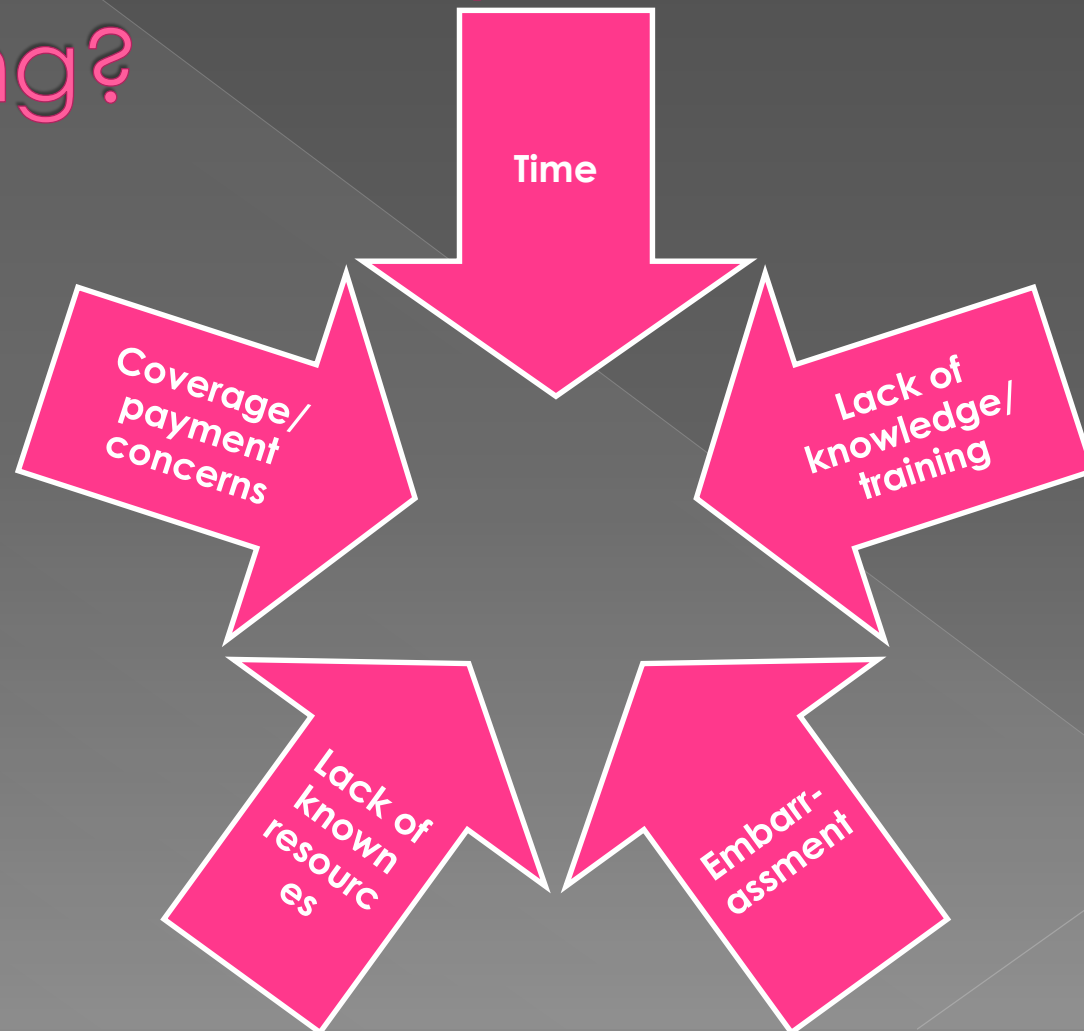 ng?
Time
Coverage/
payment
concerns
Lack of
knowledge/
training
Lack of
known
resourc
es
Embarr-
assment